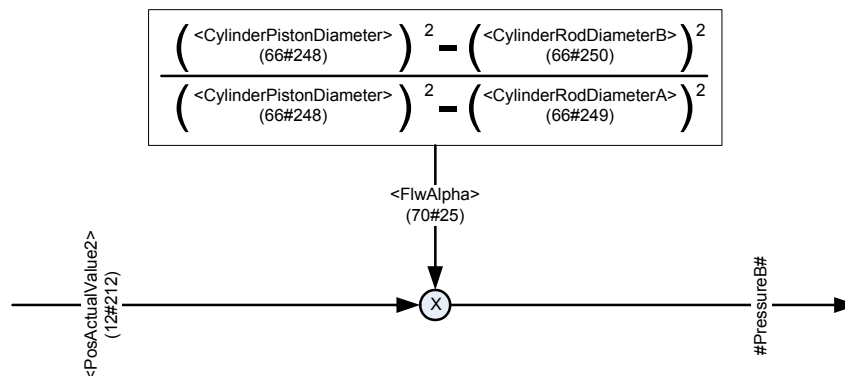 ( <CylinderPistonDiameter> (66#248) ) 2 − ( <CylinderRodDiameterB> (66#250) ) 2
( <CylinderPistonDiameter> (66#248) ) 2 − ( <CylinderRodDiameterA> (66#249) ) 2
<FlwAlpha>
(70#25)
<PosActualValue2>
(12#212)
X
#PressureB#